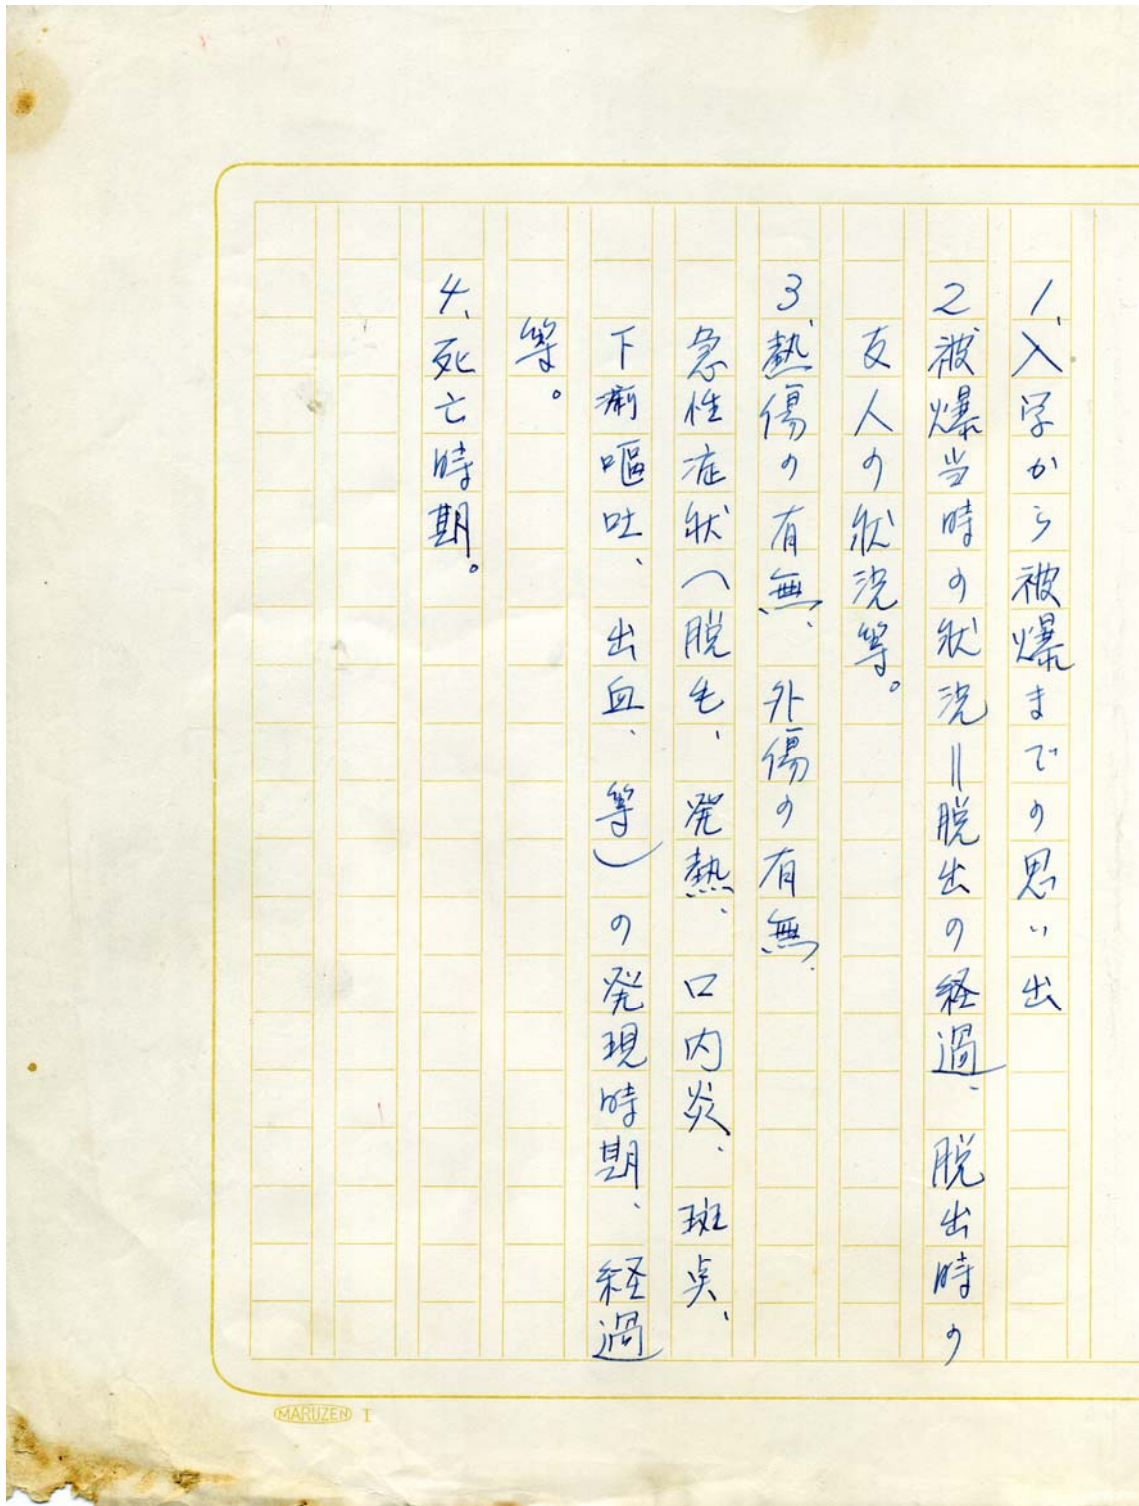 1、入学から被爆までの思い出
2被爆当時の状況＝脱出の経過、脱出時の
友人の状況等。
3、熱傷の有無、外傷の有無、
急性症状（脱毛、発熱、口内炎、斑点、
下痢嘔吐、出血、等）の発現時期、経過
等。
4、死亡時期。
MARUZEN I